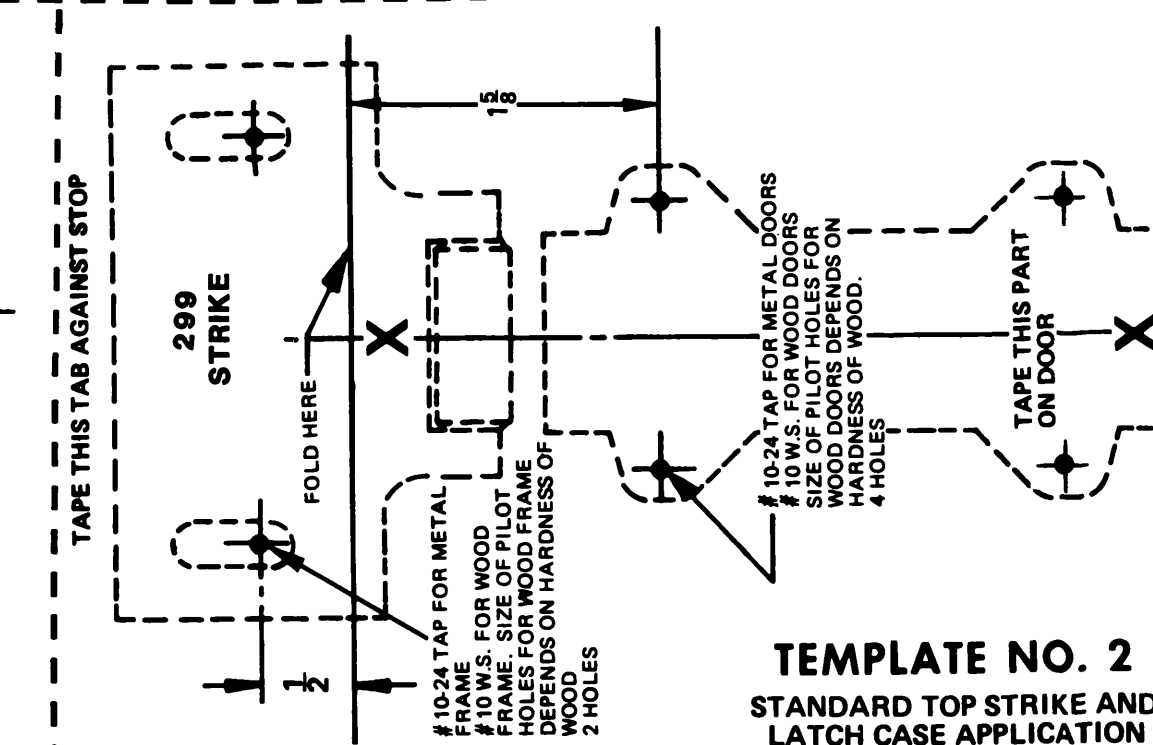 TAPE THIS TAB AGAINST STOP
299
STRIKE
FOLD HERE
1 5/8
1/2
# 10-24 TAP FOR METAL
FRAME
# 10 W.S. FOR WOOD
FRAME. SIZE OF PILOT
HOLES FOR WOOD FRAME
DEPENDS ON HARDNESS OF
WOOD
2 HOLES
# 10-24 TAP FOR METAL DOORS
# 10 W.S. FOR WOOD DOORS
SIZE OF PILOT HOLES FOR
WOOD DOORS DEPENDS ON
HARDNESS OF WOOD.
4 HOLES
TAPE THIS PART
ON DOOR
X
X
TEMPLATE NO. 2
STANDARD TOP STRIKE AND
LATCH CASE APPLICATION